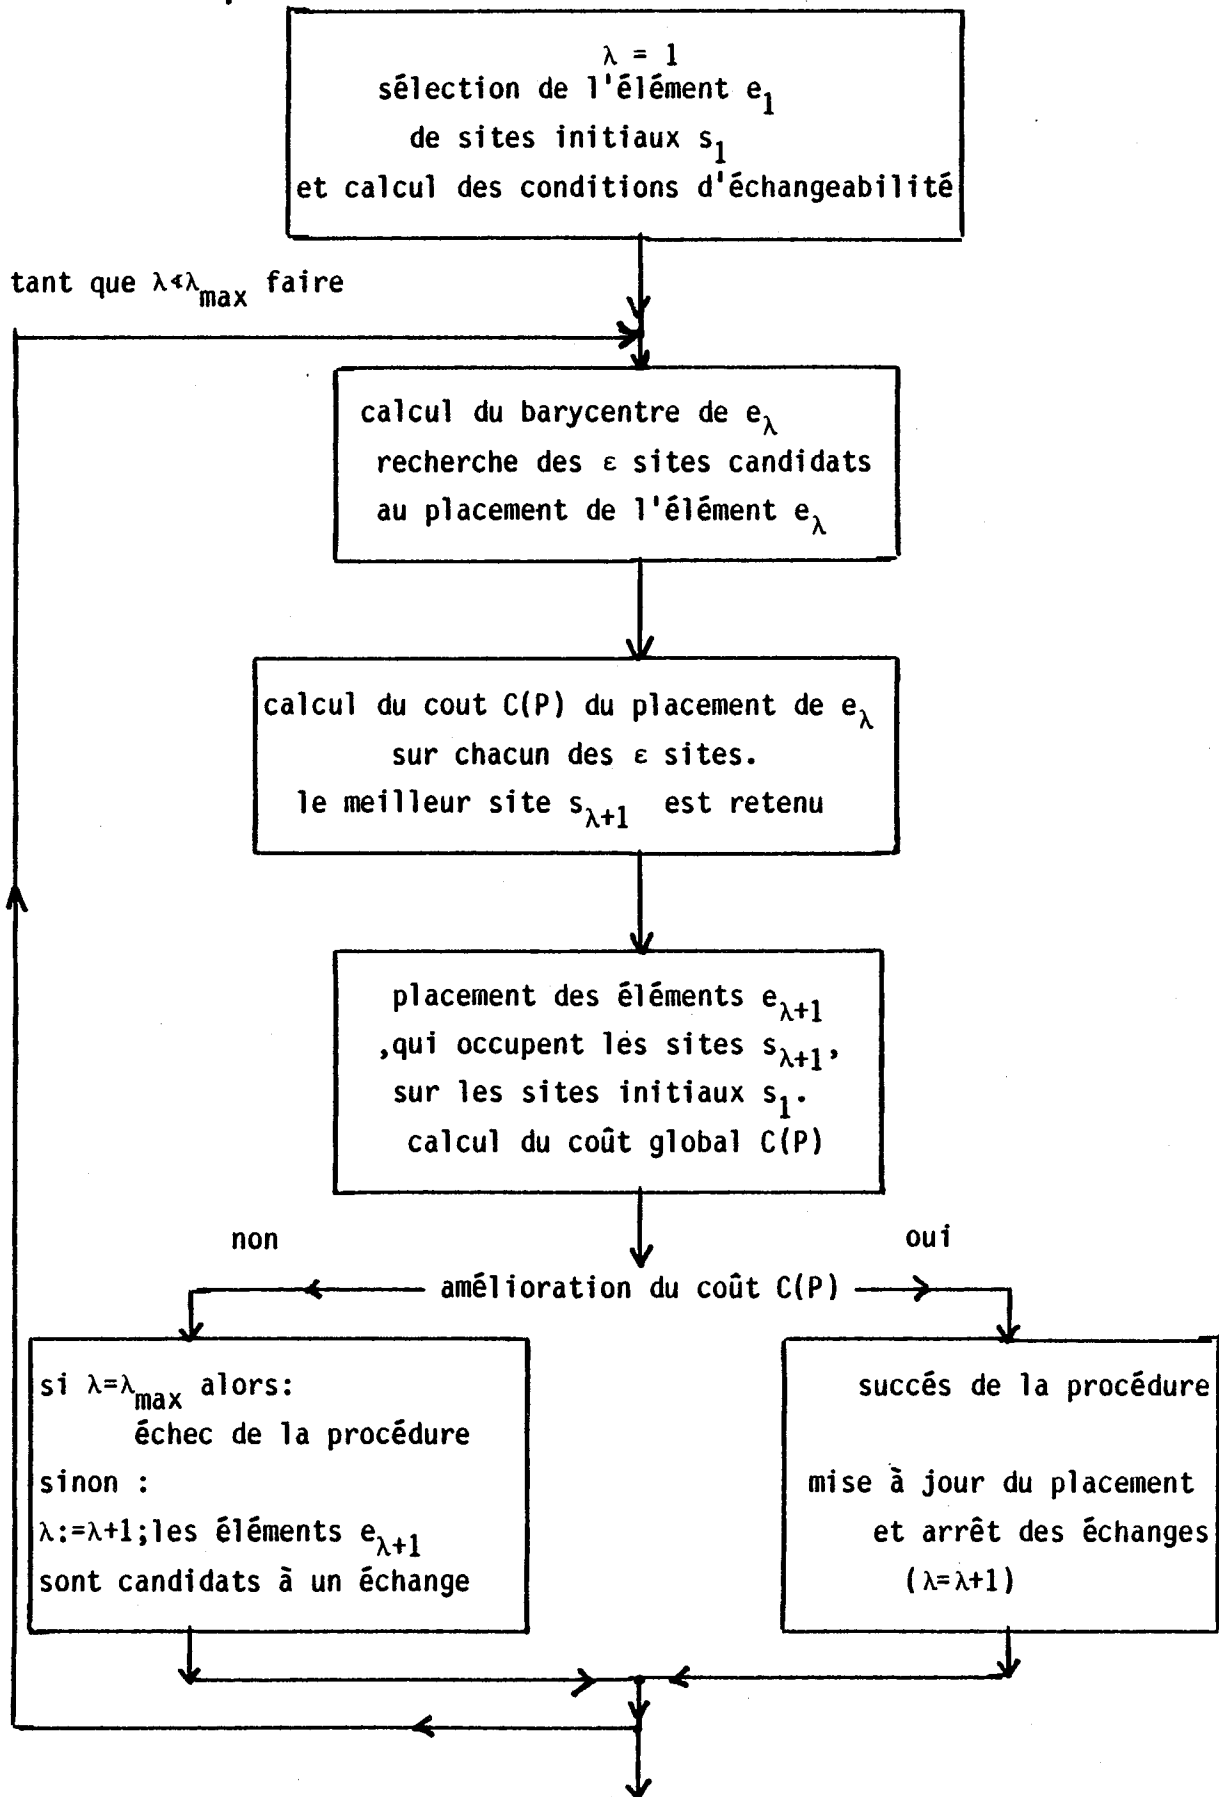 λ = 1
sélection de l'élément e₁
de sites initiaux s₁
et calcul des conditions d'échangeabilité
tant que λ≤λmax faire
calcul du barycentre de eλ
recherche des ε sites candidats
au placement de l'élément eλ
calcul du cout C(P) du placement de eλ
sur chacun des ε sites.
le meilleur site sλ+1 est retenu
placement des éléments eλ+1
,qui occupent les sites sλ+1,
sur les sites initiaux s₁.
calcul du coût global C(P)
non
oui
amélioration du coût C(P)
si λ=λmax alors:
échec de la procédure
sinon :
λ:=λ+1;les éléments eλ+1
sont candidats à un échange
succés de la procédure
mise à jour du placement
et arrêt des échanges
(λ=λ+1)